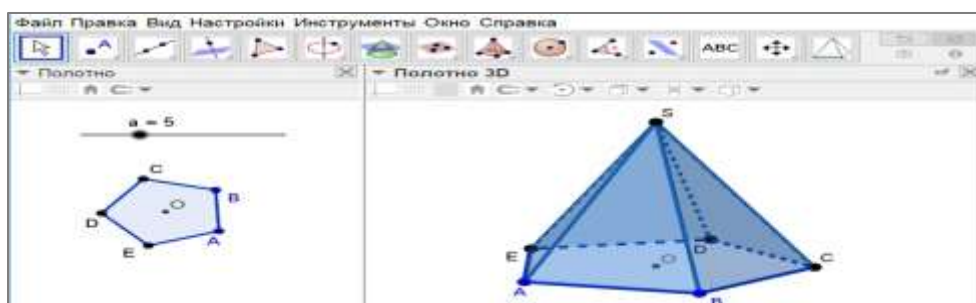 Файл Правка Вид Настройки Инструменты Окно Справка
ABC
Полотно
Полотно 3D
a = 5
C
B
O
D
A
E
S
E
D
O
C
A
B